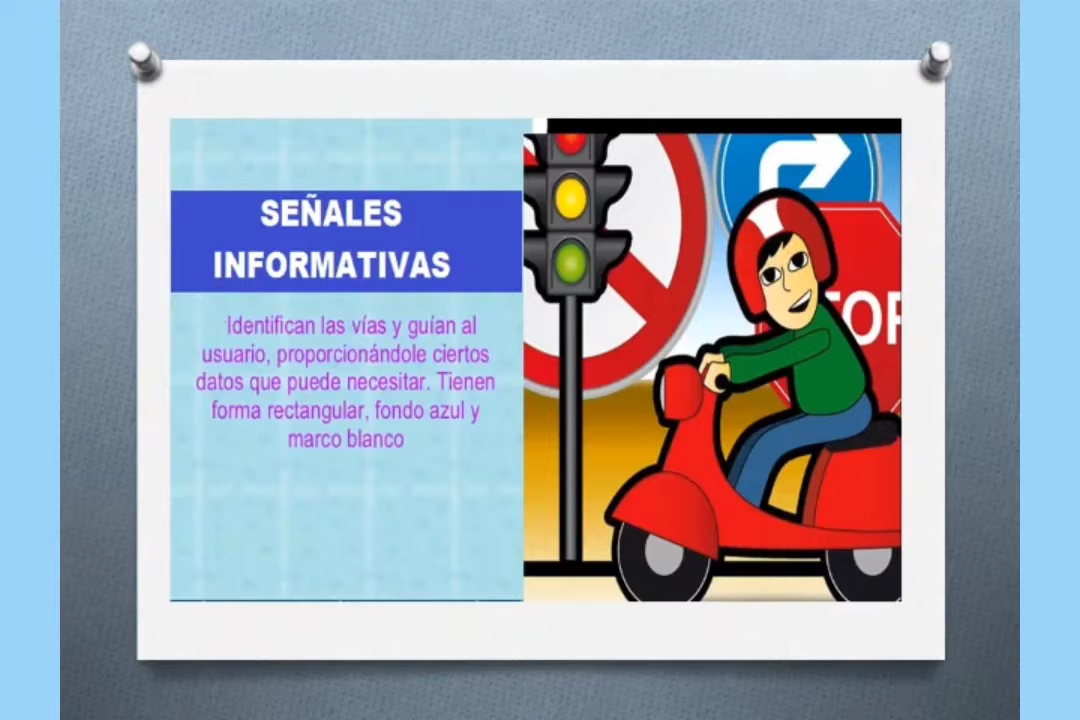 SEÑALES
INFORMATIVAS
Identifican las vías y guían al
usuario, proporcionándole ciertos
datos que puede necesitar. Tienen
forma rectangular, fondo azul y
marco blanco
TOP